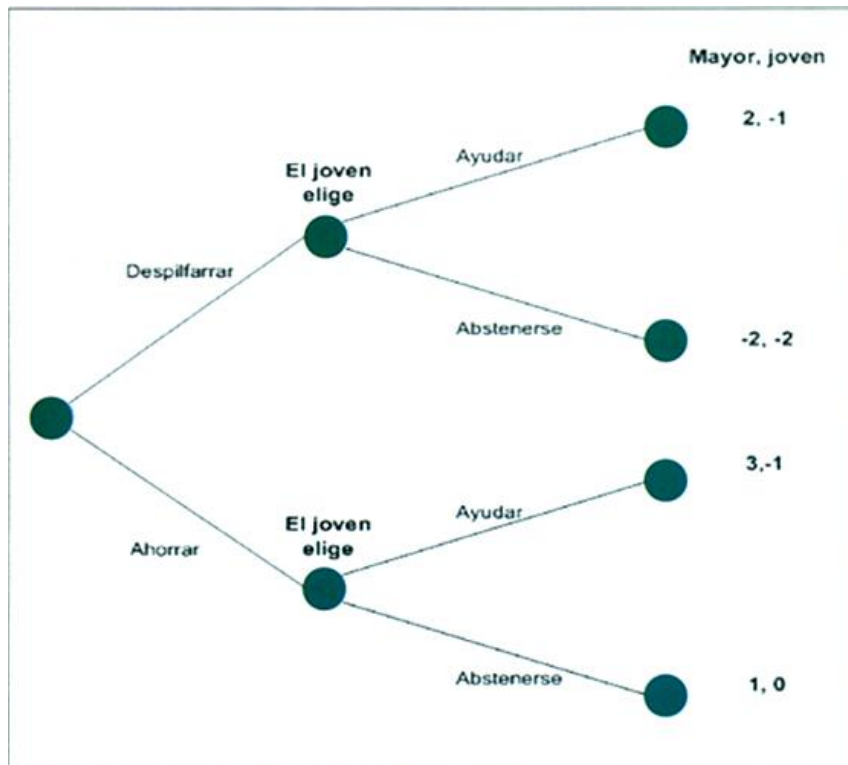 Mayor, joven
2, -1
Ayudar
El joven
elige
Despilfarrar
Abstenerse
-2, -2
3,-1
El joven
elige
Ayudar
Ahorrar
Abstenerse
1, 0